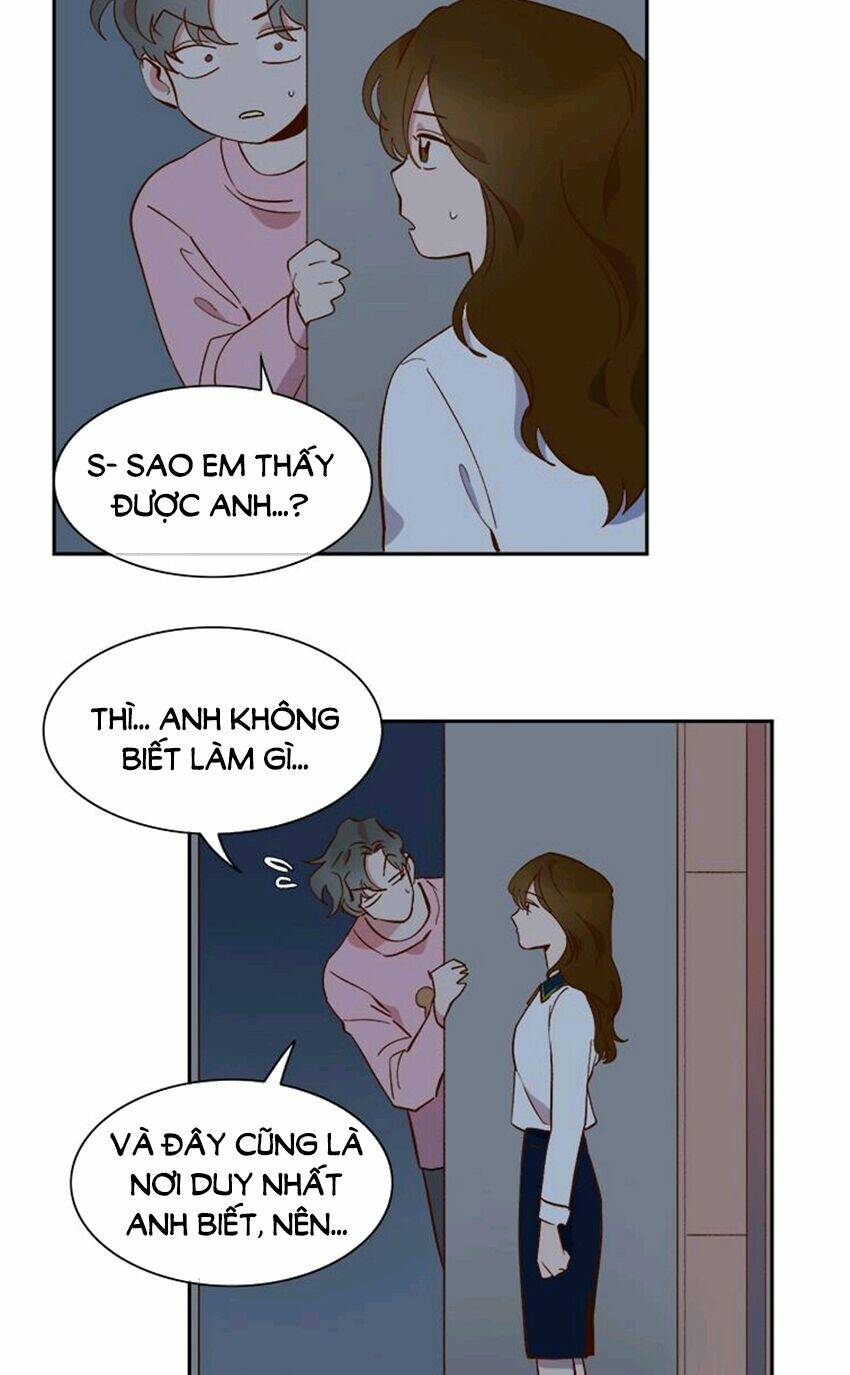 S- SAO EM THẤY
ĐƯỢC ANH...?
THÌ... ANH KHÔNG
BIẾT LÀM GÌ...
VÀ ĐÂY CŨNG LÀ
NƠI DUY NHẤT
ANH BIẾT, NÊN...